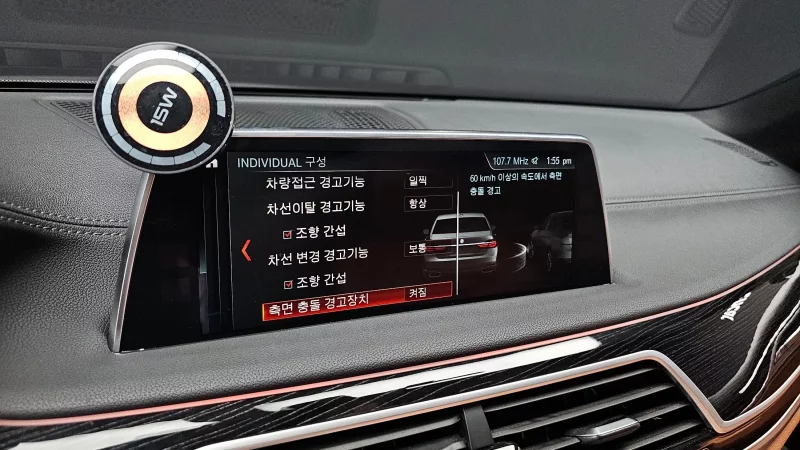 15W
INDIVIDUAL 구성
107.7 MHz
1:55 pm
차량접근 경고기능
일찍
60 km/h 이상의 속도에서 측면
충돌 경고
차선이탈 경고기능
항상
조향 간섭
차선 변경 경고기능
보통
조향 간섭
측면 충돌 경고장치
켜짐